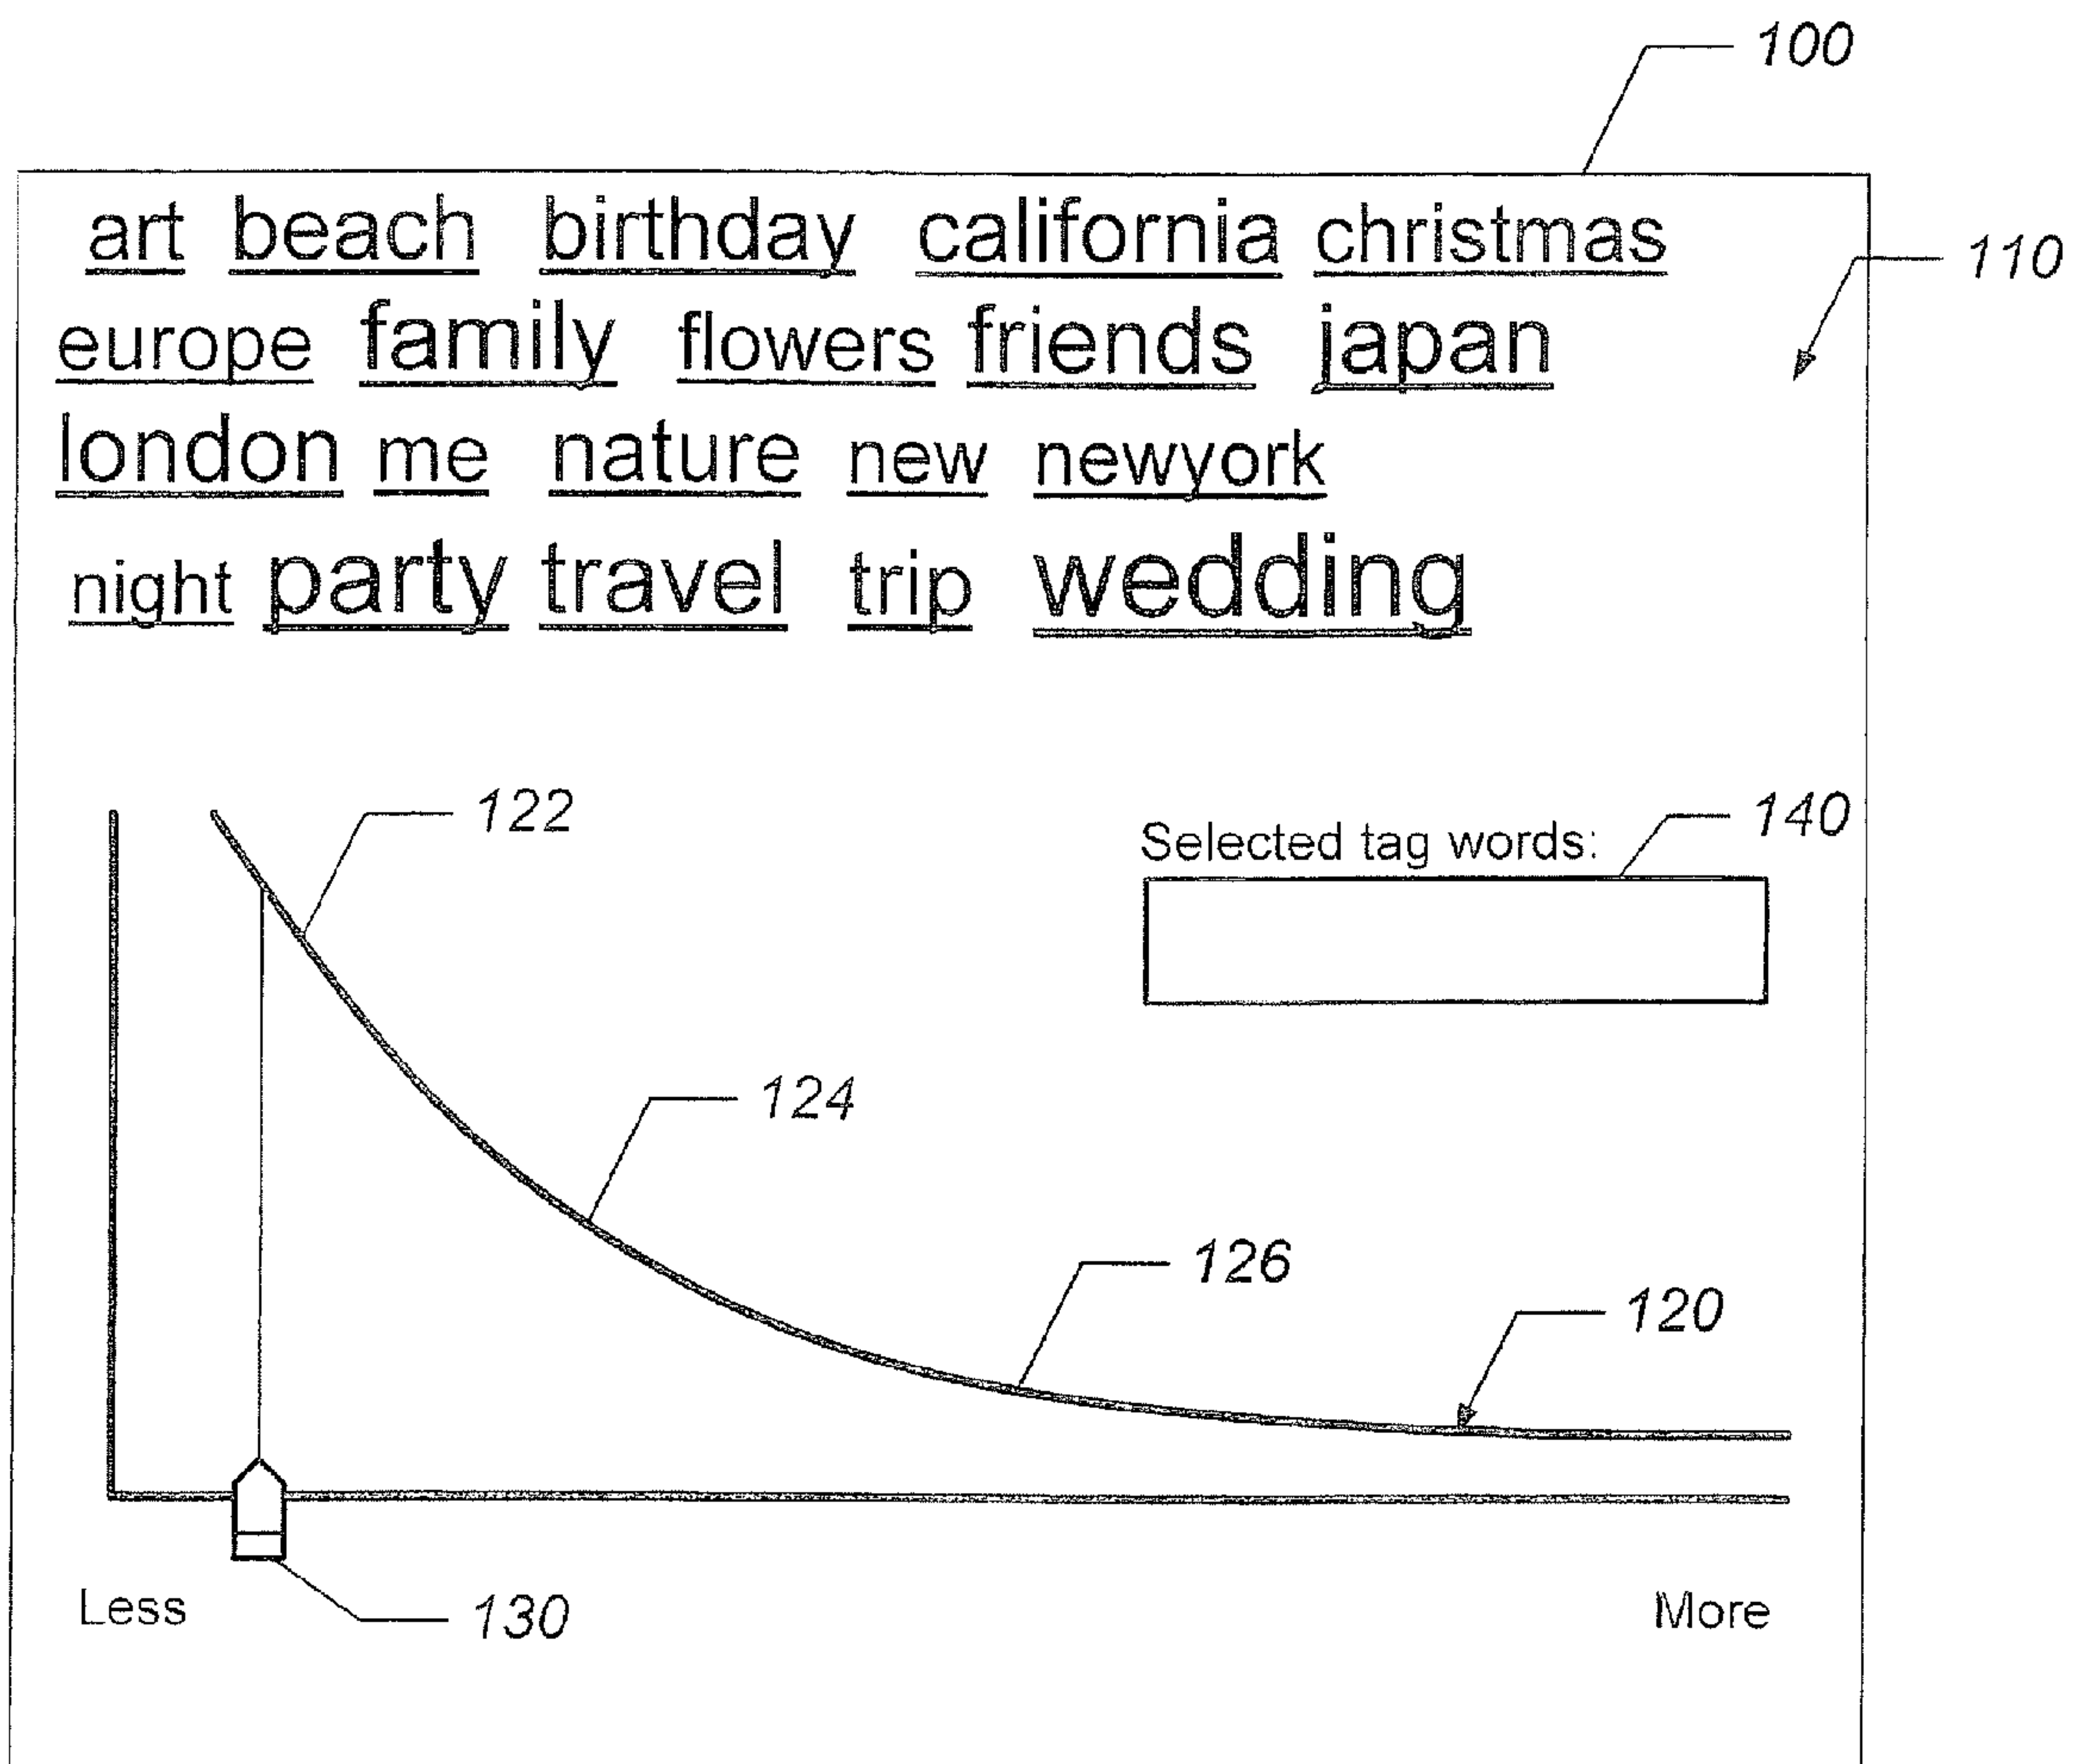 100
art beach birthday california christmas
110
europe family flowers friends japan
london me nature new newyork
night party travel trip wedding
122
Selected tag words:
140
124
126
120
Less
130
More